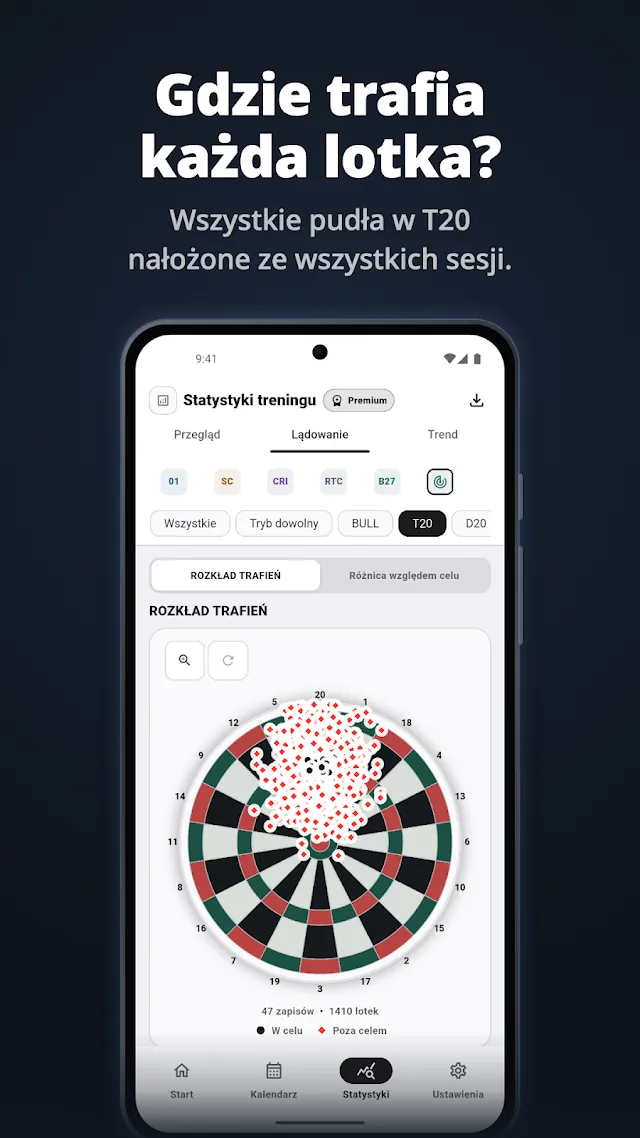 Gdzie trafia
każda lotka?
Wszystkie pudła w T20
nałożone ze wszystkich sesji.
9:41
Statystyki treningu
Premium
Przegląd
Lądowanie
Trend
01
SC
CRI
RTC
B27
Wszystkie
Tryb dowolny
BULL
T20
D20
ROZKŁAD TRAFIEŃ
Różnica względem celu
ROZKŁAD TRAFIEŃ
20
5
1
12
18
9
4
14
13
11
6
8
10
16
15
7
2
19
17
3
47 zapisów • 1410 lotek
W celu
Poza celem
Start
Kalendarz
Statystyki
Ustawienia